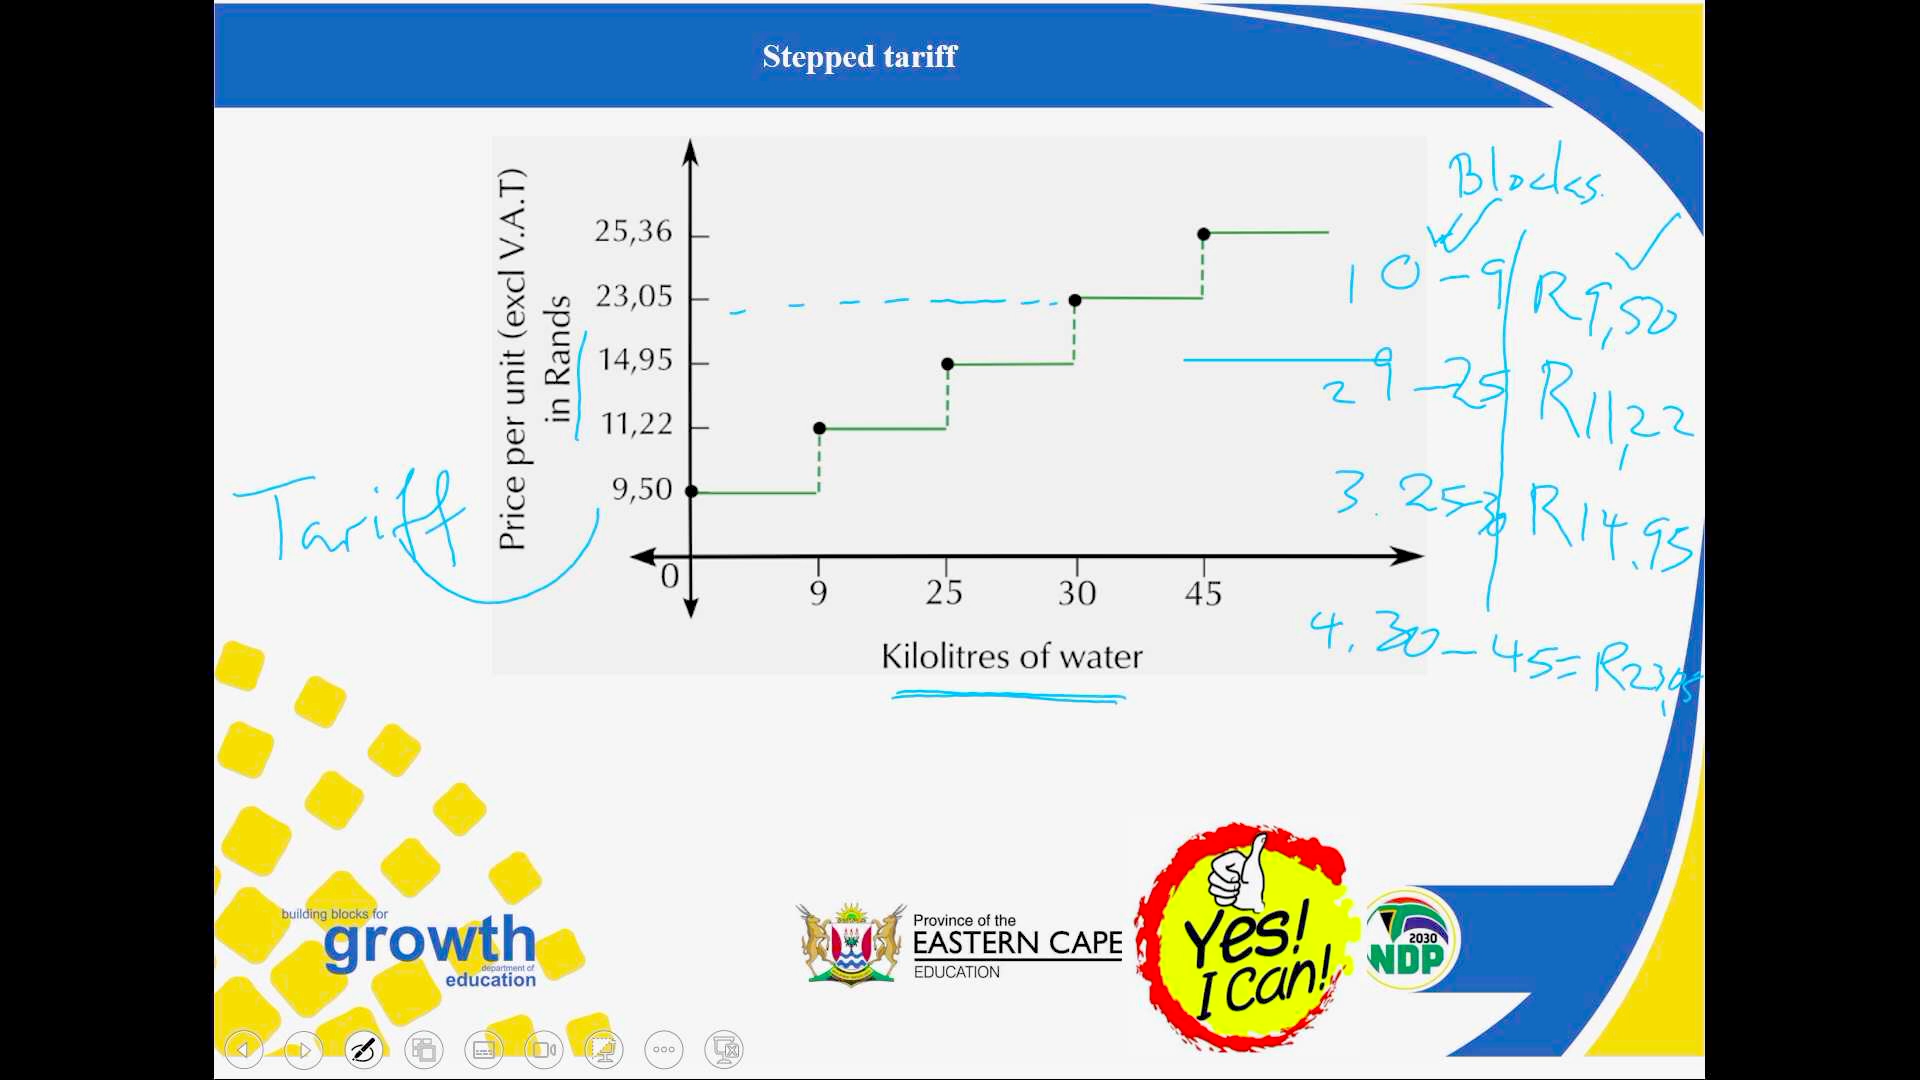 Stepped tariff
Price per unit (excl V.A.T)
in Rands
25,36
23,05
14,95
11,22
9,50
0
9
25
30
45
Kilolitres of water
Tariff
Blocks.
1 0-9 R9,50
2 9-25 R11,22
3. 25-30 R14,95
4. 30-45=R23,05
building blocks for
growth
department of
education
Province of the
EASTERN CAPE
EDUCATION
Yes!
I can!
2030
NDP